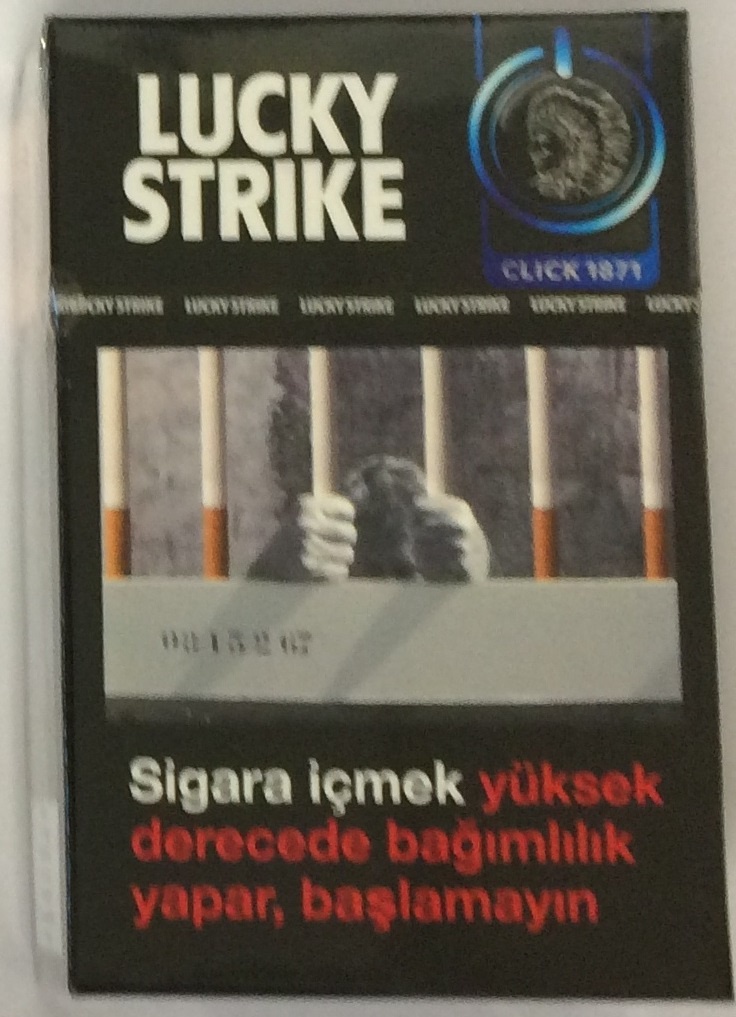 LUCKY
STRIKE
CLICK 1871
LUCKY STRIKE LUCKY STRIKE LUCKY STRIKE LUCKY STRIKE LUCKY STRIKE LUCKY
Sigara içmek yüksek
derecede bağımlılık
yapar, başlamayın